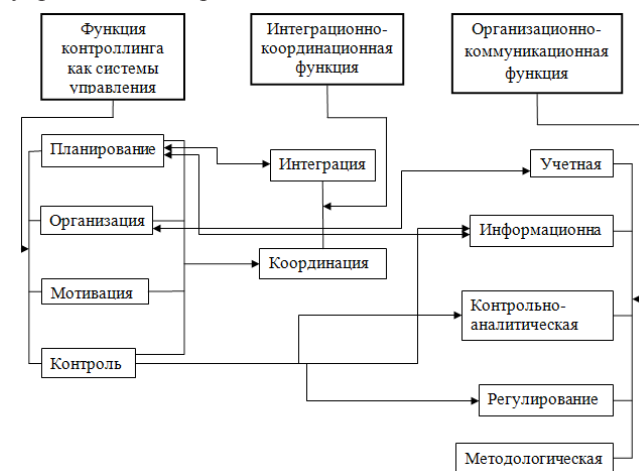 Функция
контроллинга
как системы
управления
Интеграционно-
координационная
функция
Организационно-
коммуникационная
функция
Планирование
Интеграция
Учетная
Организация
Информационна
Координация
Мотивация
Контрольно-
аналитическая
Контроль
Регулирование
Методологическая